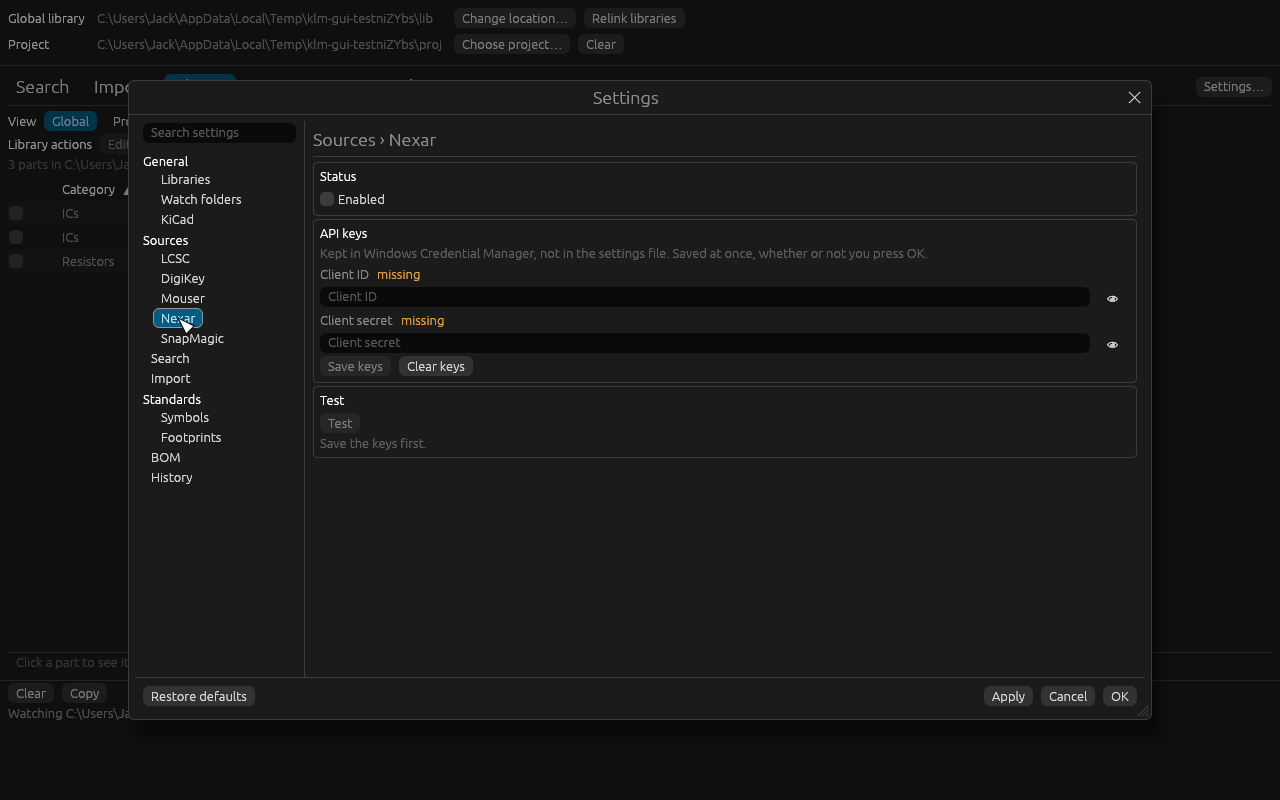 Global library C:\Users\Jack\AppData\Local\Temp\klm-gui-testniZYbs\lib Change location... Relink libraries
Project C:\Users\Jack\AppData\Local\Temp\klm-gui-testniZYbs\proj Choose project... Clear
Search Settings...
Settings
View Global
Library actions
3 parts in C:\Users\Ja
Category
ICs
ICs
Resistors
Search settings
General
Libraries
Watch folders
KiCad
Sources
LCSC
DigiKey
Mouser
Nexar
SnapMagic
Search
Import
Standards
Symbols
Footprints
BOM
History
Sources › Nexar
Status
Enabled
API keys
Kept in Windows Credential Manager, not in the settings file. Saved at once, whether or not you press OK.
Client ID missing
Client ID
Client secret missing
Client secret
Save keys Clear keys
Test
Test
Save the keys first.
Restore defaults Apply Cancel OK
Click a part to see it
Clear Copy
Watching C:\Users\Ja